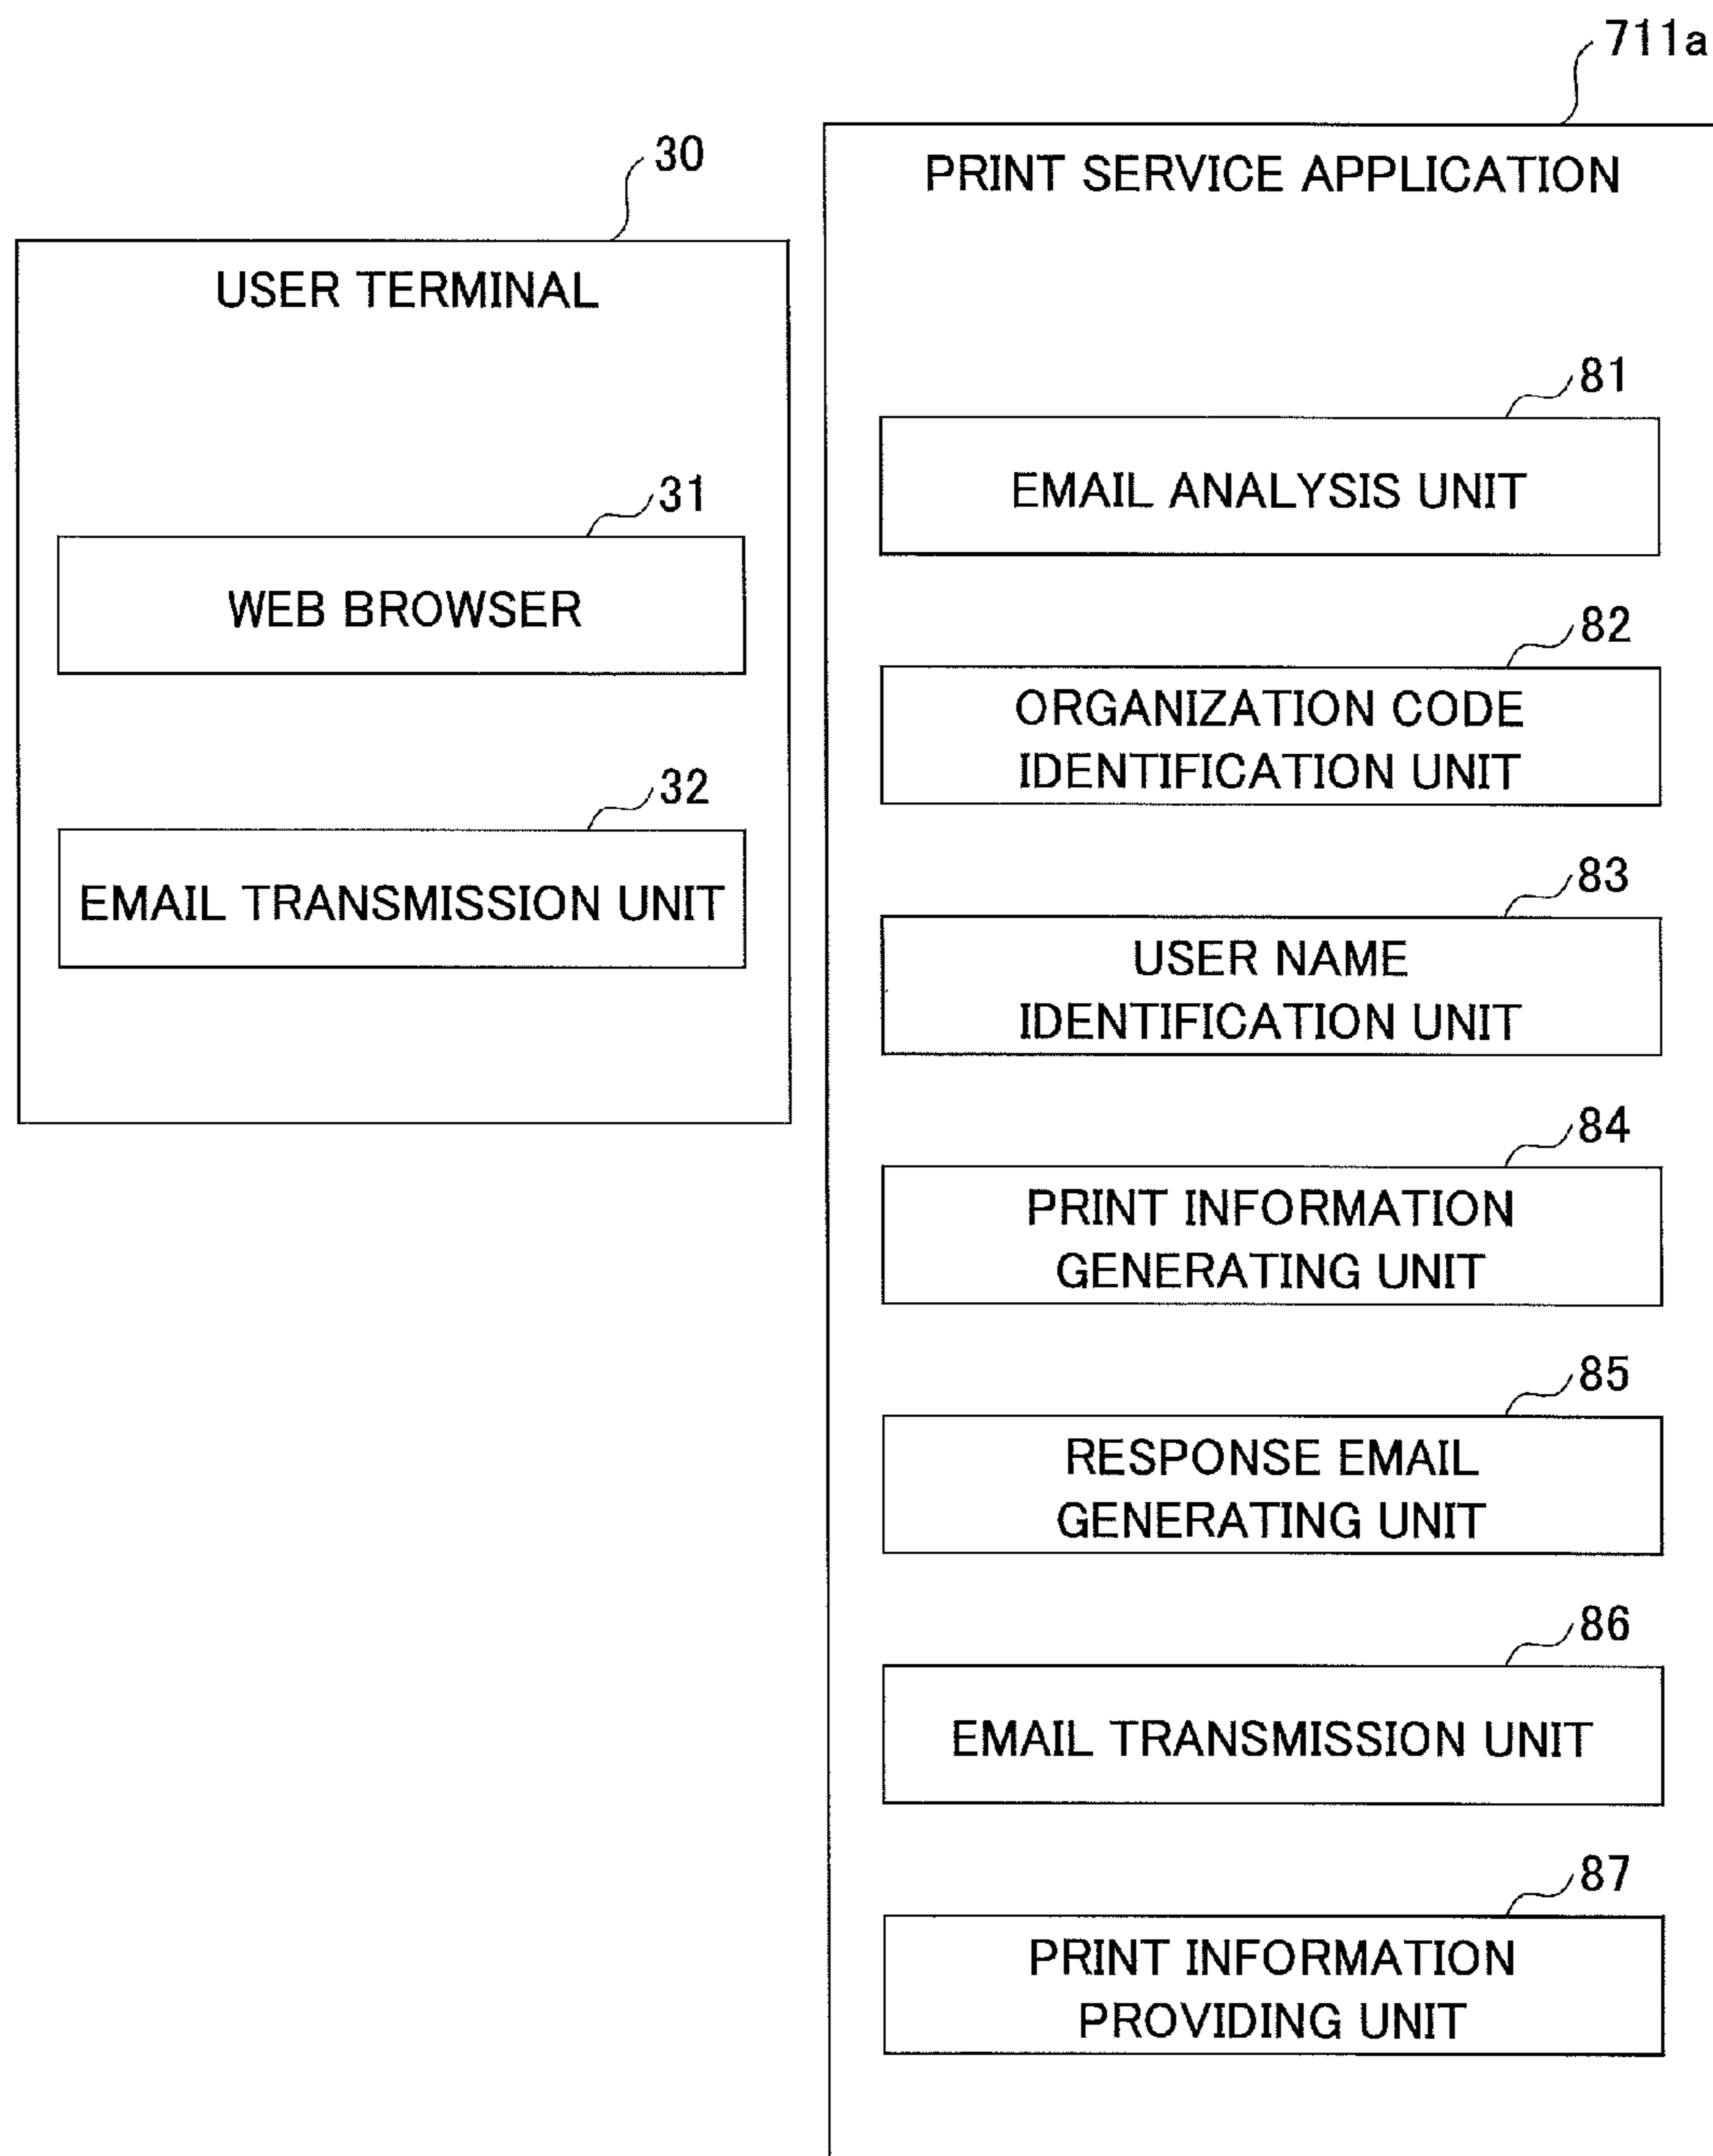 30
USER TERMINAL
31
WEB BROWSER
32
EMAIL TRANSMISSION UNIT
711a
PRINT SERVICE APPLICATION
81
EMAIL ANALYSIS UNIT
82
ORGANIZATION CODE
IDENTIFICATION UNIT
83
USER NAME
IDENTIFICATION UNIT
84
PRINT INFORMATION
GENERATING UNIT
85
RESPONSE EMAIL
GENERATING UNIT
86
EMAIL TRANSMISSION UNIT
87
PRINT INFORMATION
PROVIDING UNIT